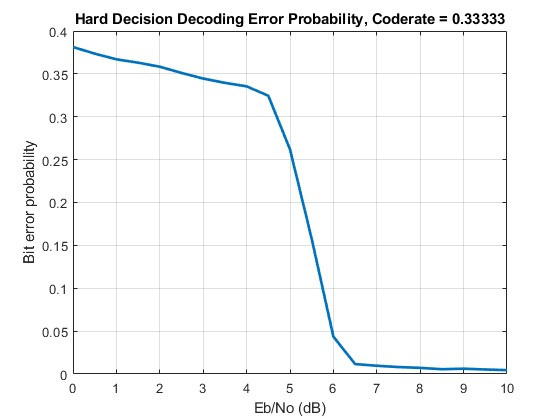 Hard Decision Decoding Error Probability, Coderate = 0.33333
0.4
0.35
0.3
0.25
0.2
0.15
0.1
0.05
0
Bit error probability
0 1 2 3 4 5 6 7 8 9 10
Eb/No (dB)